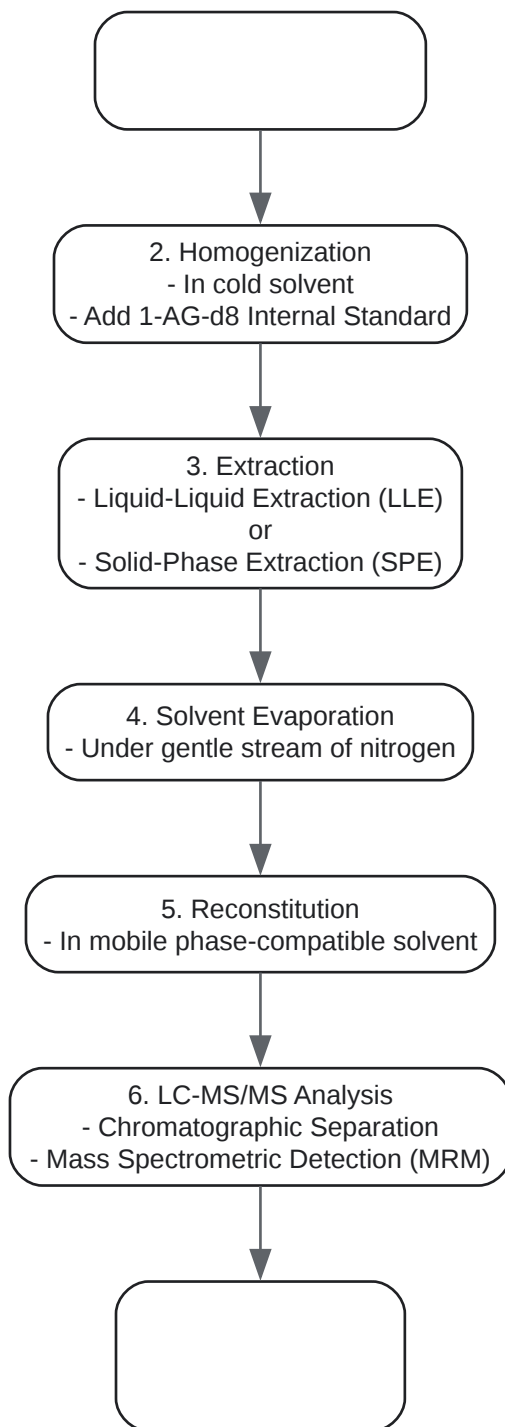 2. Homogenization
- In cold solvent
- Add 1-AG-d8 Internal Standard
3. Extraction
- Liquid-Liquid Extraction (LLE)
or
- Solid-Phase Extraction (SPE)
4. Solvent Evaporation
- Under gentle stream of nitrogen
5. Reconstitution
- In mobile phase-compatible solvent
6. LC-MS/MS Analysis
- Chromatographic Separation
- Mass Spectrometric Detection (MRM)